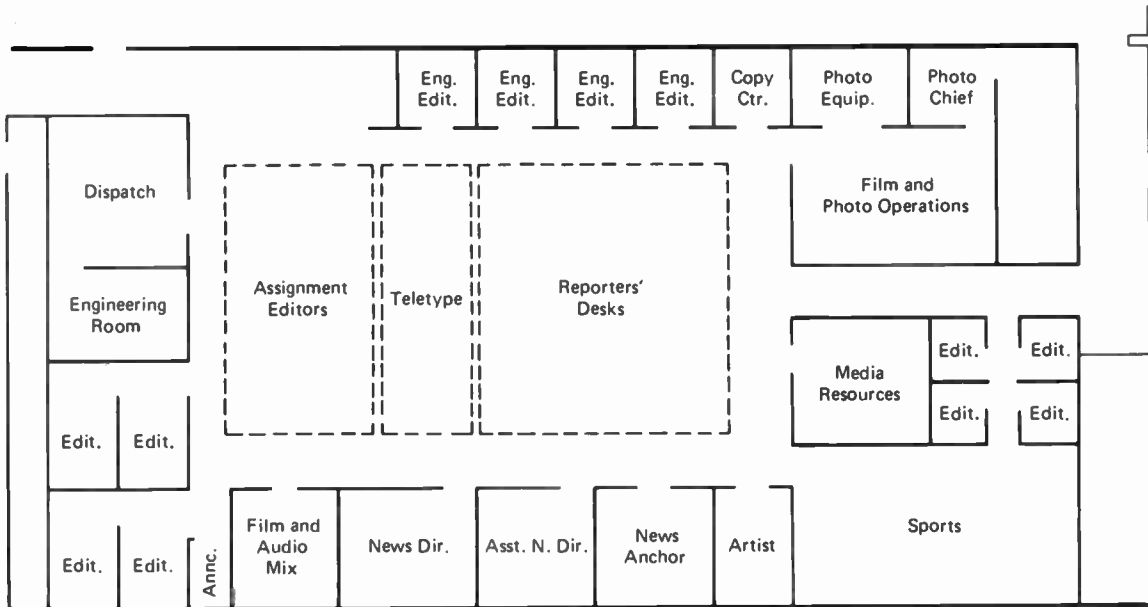 Eng.
Edit.
Eng.
Edit.
Eng.
Edit.
Eng.
Edit.
Copy
Ctr.
Photo
Equip.
Photo
Chief
Dispatch
Film and
Photo Operations
Engineering
Room
Assignment
Editors
Teletype
Reporters'
Desks
Media
Resources
Edit.
Edit.
Edit.
Edit.
Edit.
Edit.
Edit.
Edit.
Annc.
Film and
Audio
Mix
News Dir.
Asst. N. Dir.
News
Anchor
Artist
Sports